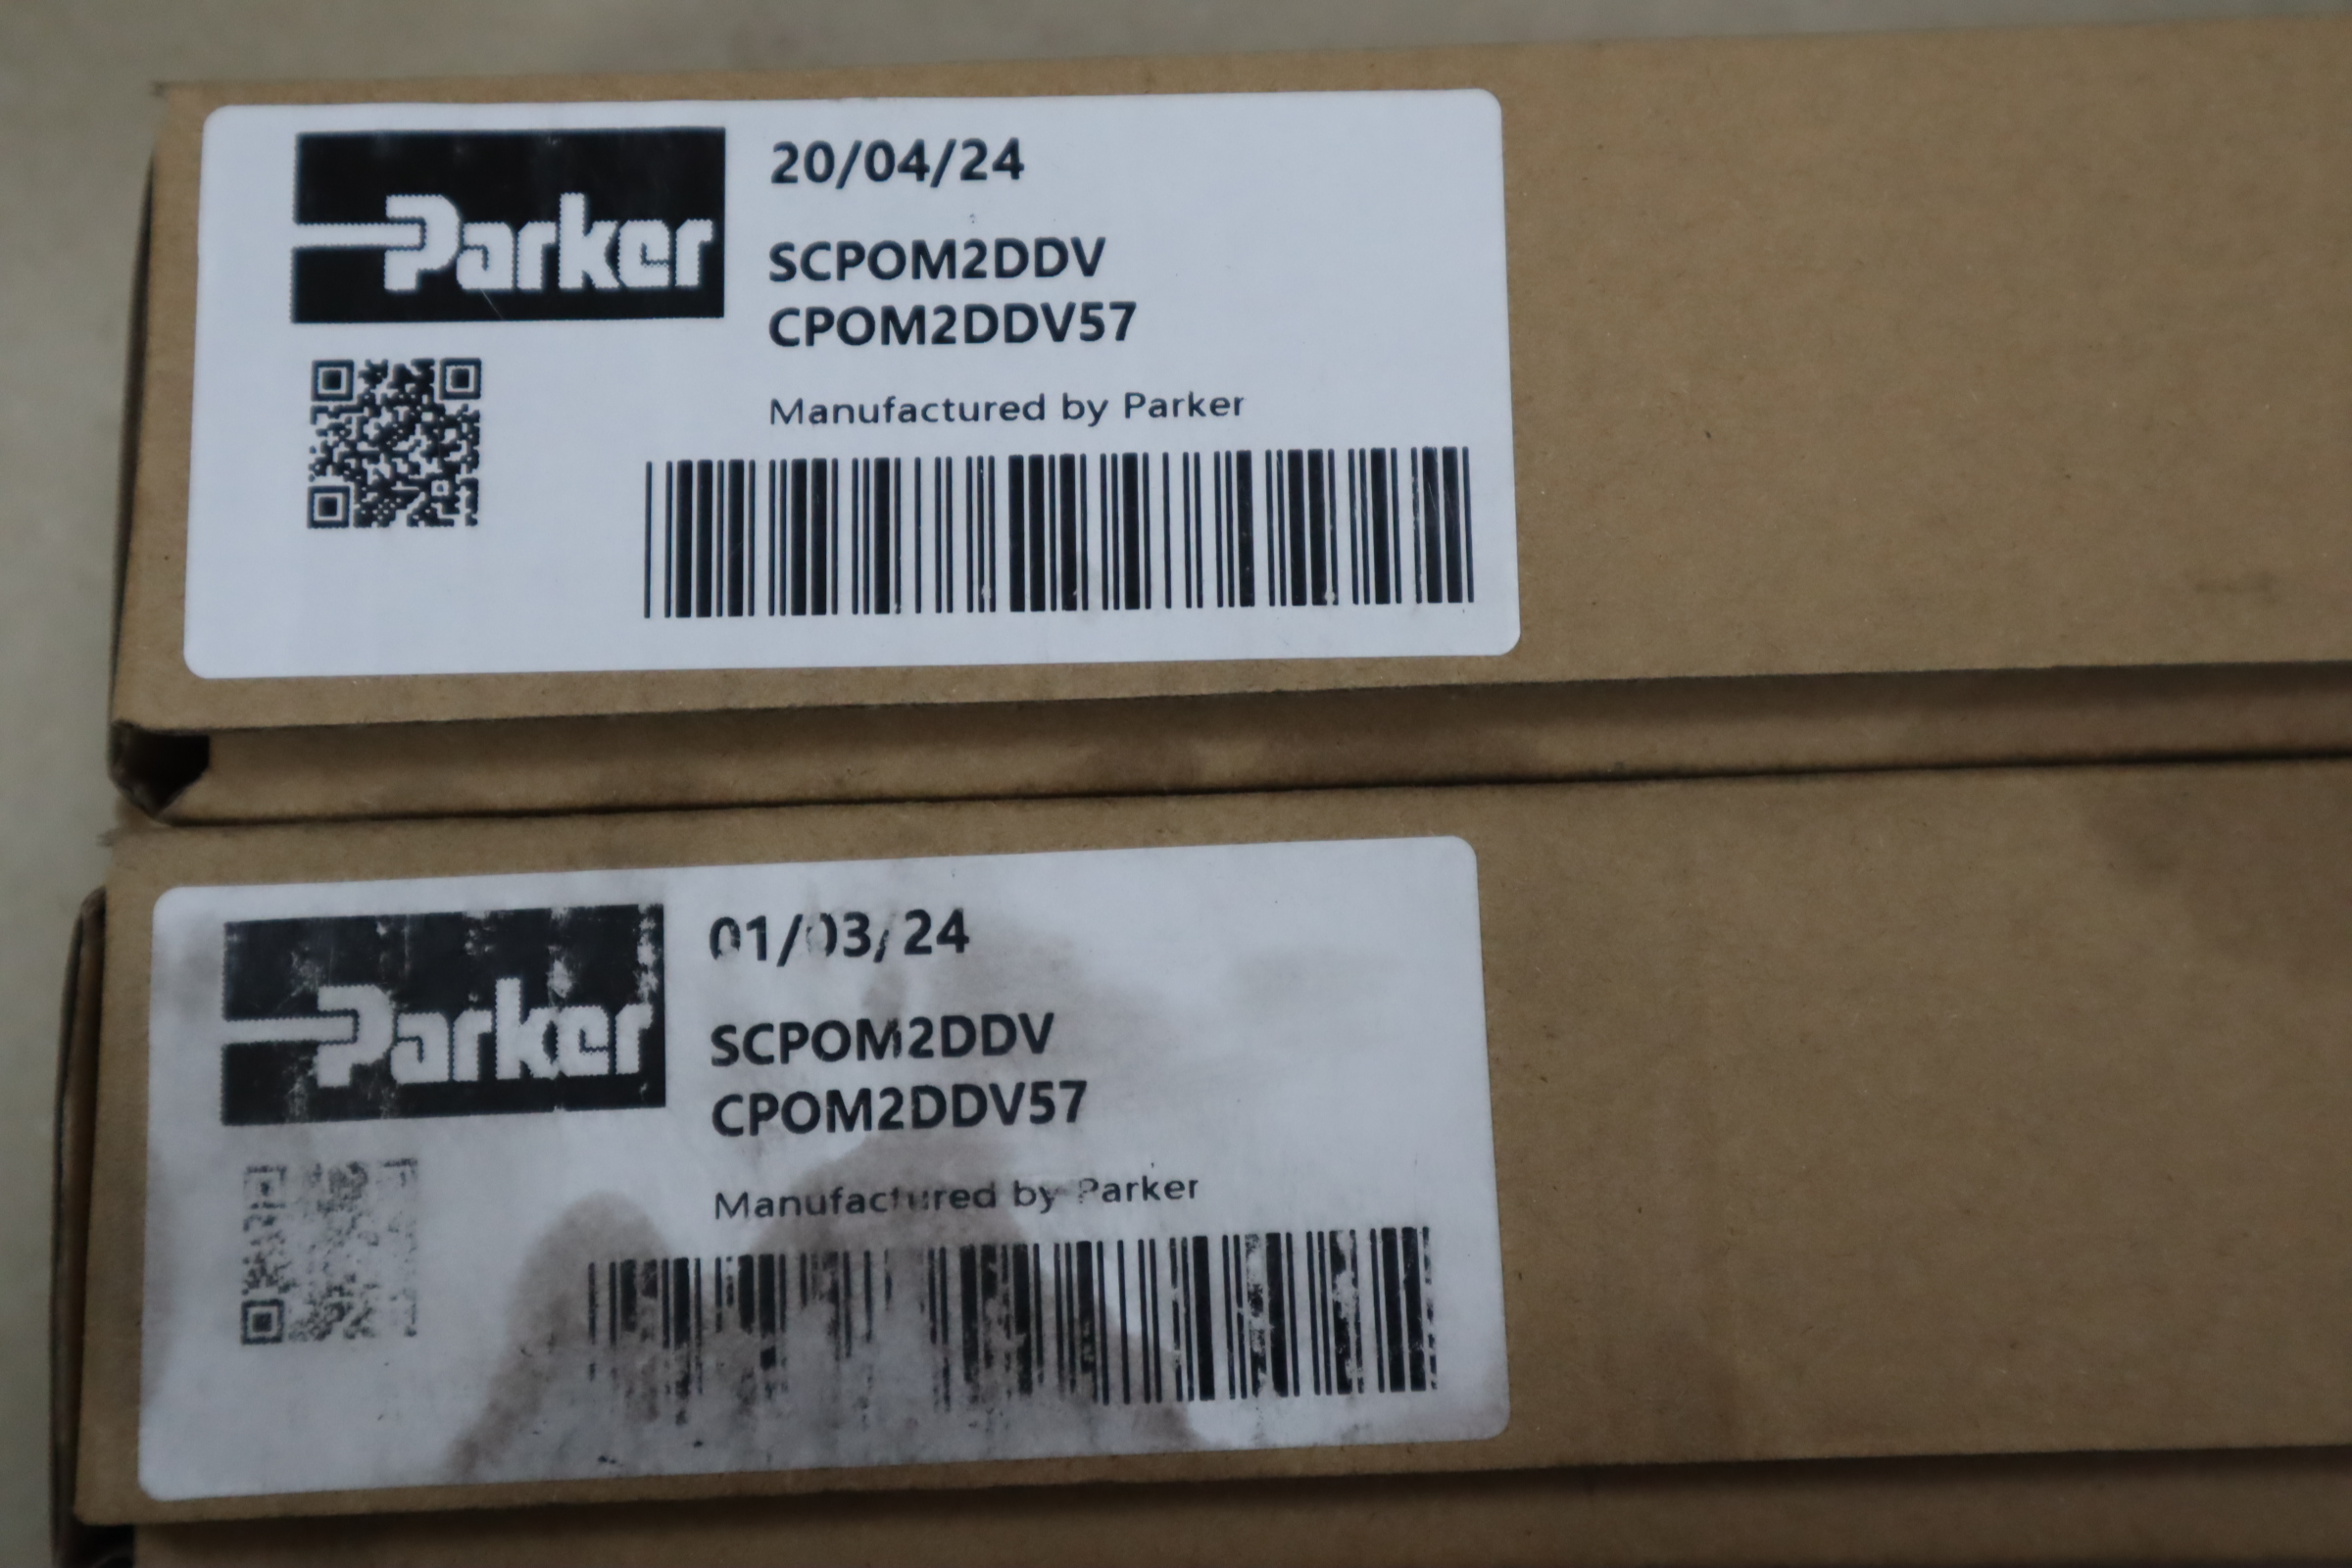 Parker
20/04/24
SCPOM2DDV
CPOM2DDV57
Manufactured by Parker
Parker
01/03/24
SCPOM2DDV
CPOM2DDV57
Manufactured by Parker